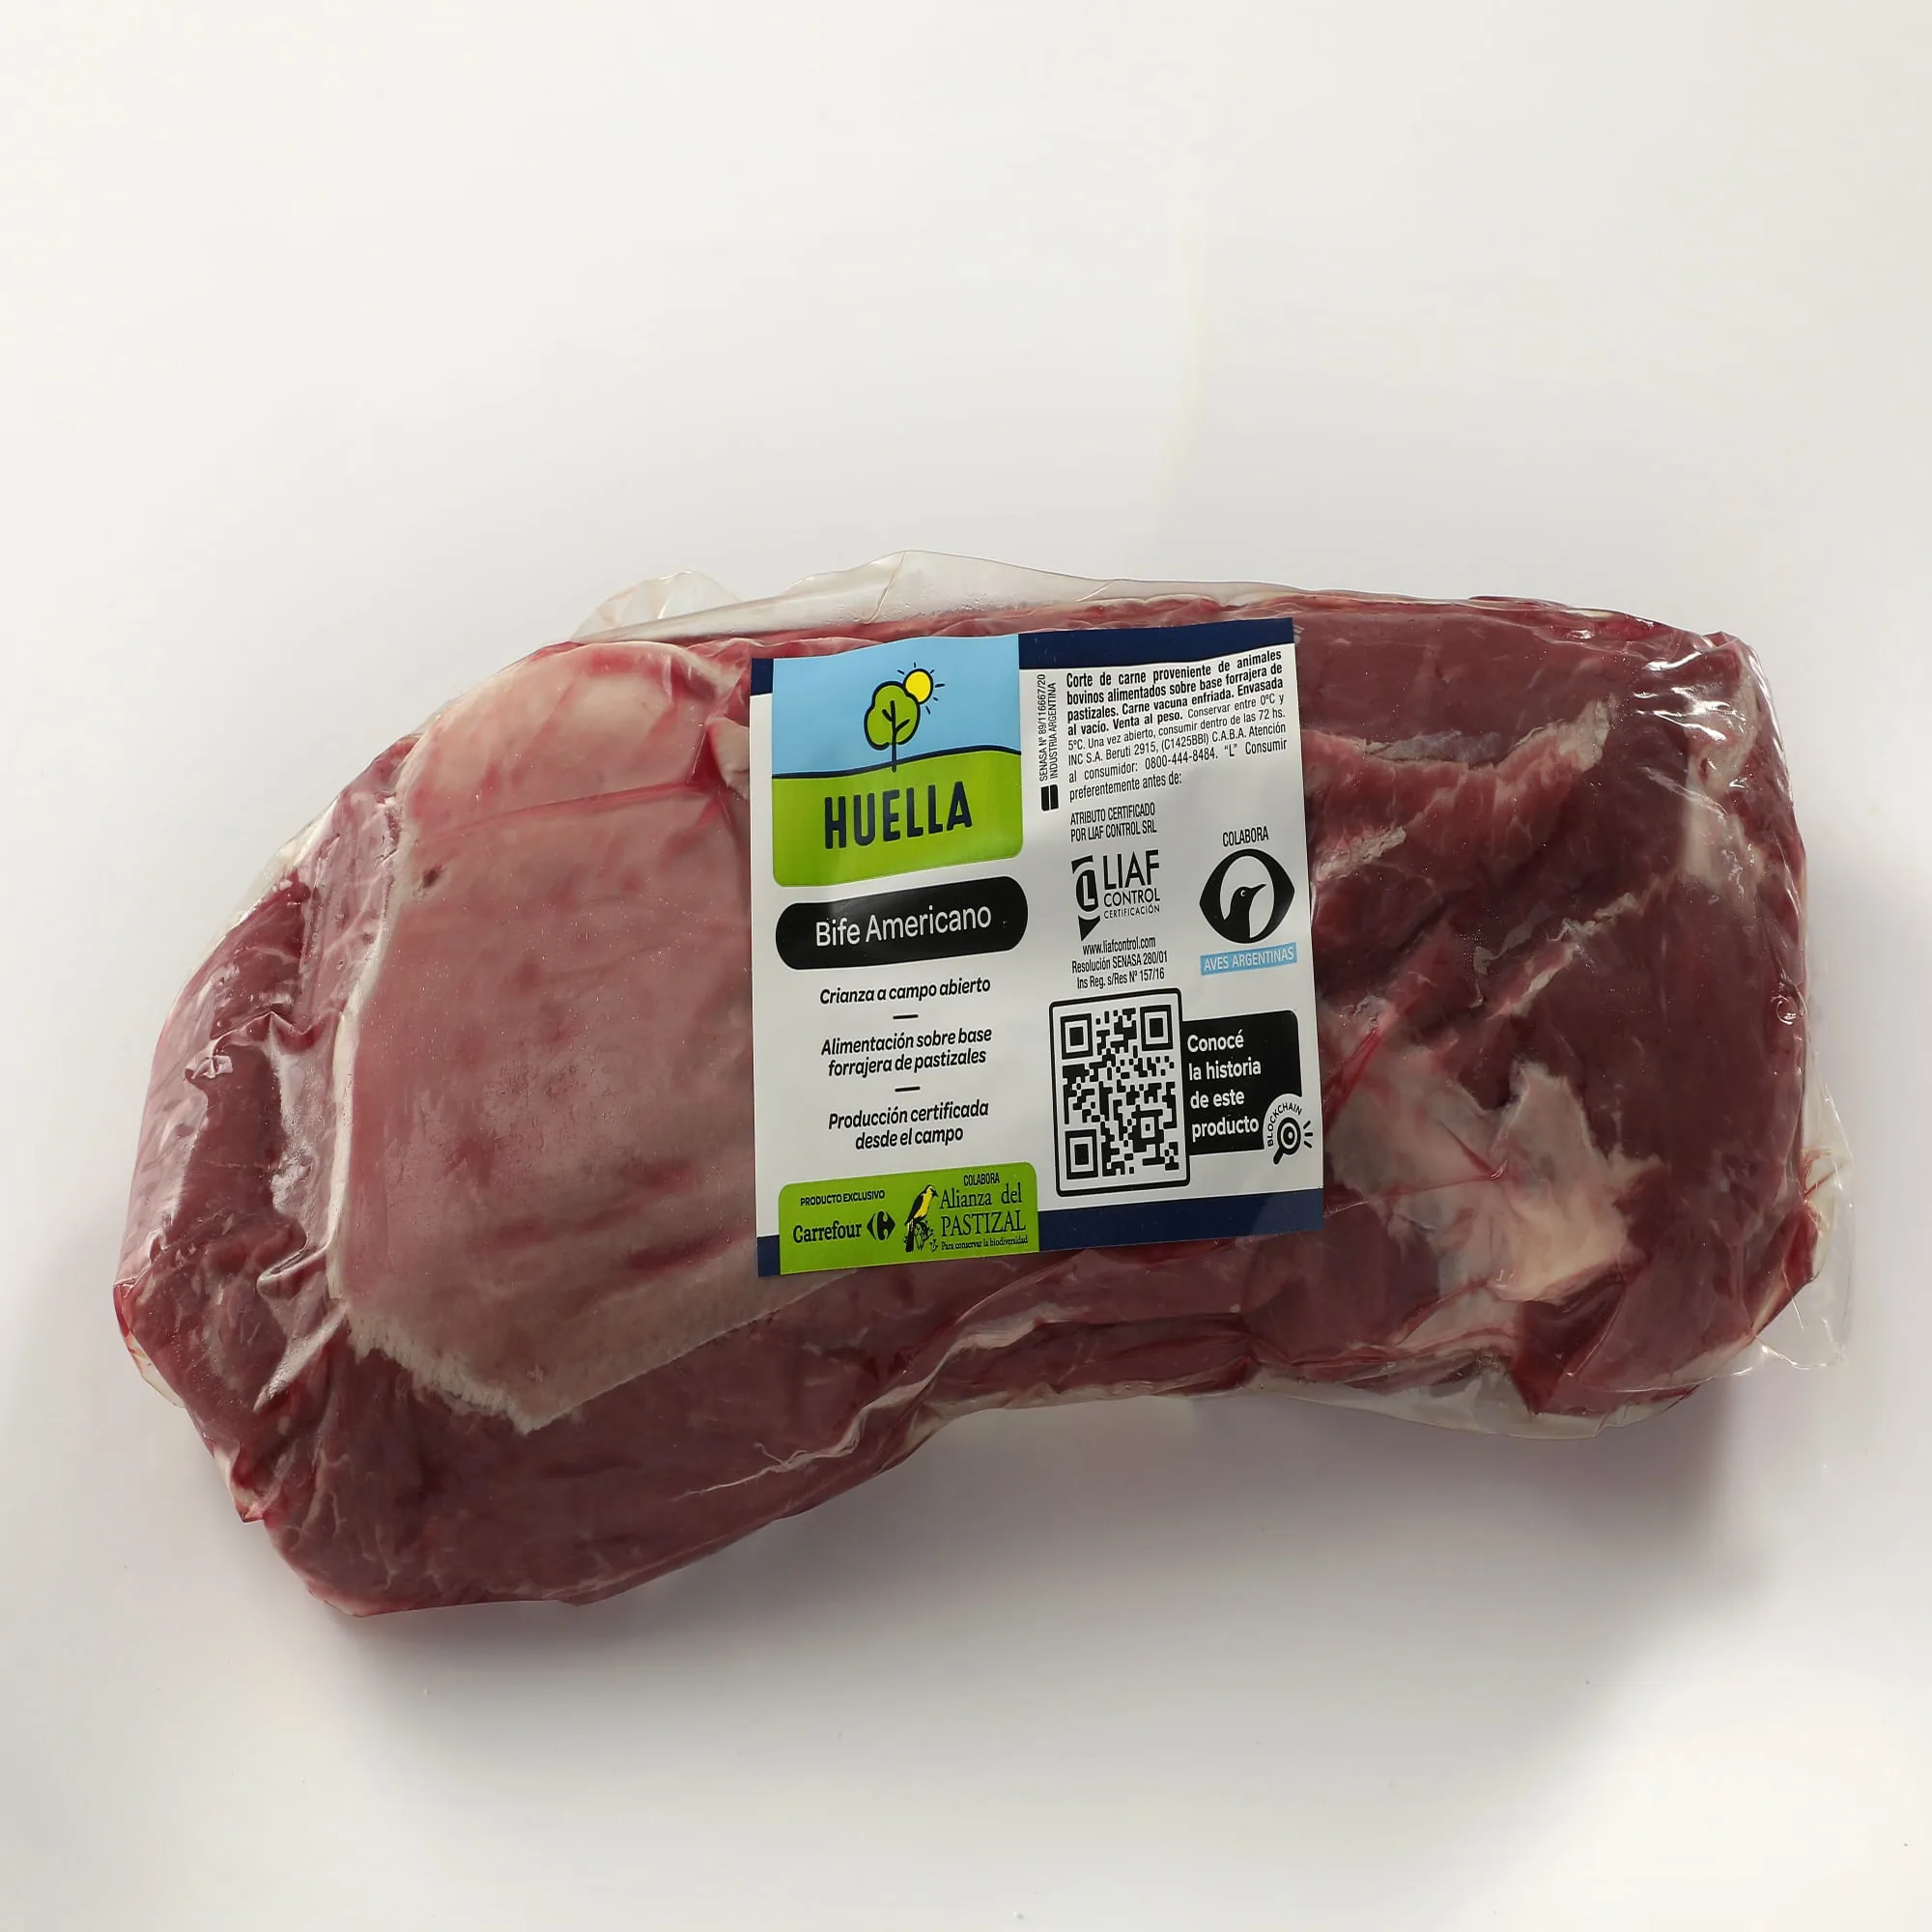 HUELLA
Bife Americano
Crianza a campo abierto
Alimentación sobre base
forrajera de pastizales
Producción certificada
desde el campo
PRODUCTO EXCLUSIVO
Carrefour
COLABORA
Alianza del
PASTIZAL
Para conservar la biodiversidad
SENASA Nº 89/116667/20
INDUSTRIA ARGENTINA
Corte de carne proveniente de animales
bovinos alimentados sobre base forrajera de
pastizales. Carne vacuna enfriada. Envasada
al vacío. Venta al peso. Conservar entre 0ºC y
5ºC. Una vez abierto, consumir dentro de las 72 hs.
INC S.A. Beruti 2915, (C1425BBI) C.A.B.A. Atención
al consumidor: 0800-444-8484. "L" Consumir
preferentemente antes de:
ATRIBUTO CERTIFICADO
POR LIAF CONTROL SRL
LIAF
CONTROL
CERTIFICACIÓN
www.liafcontrol.com
Resolución SENASA 280/01
Ins Reg. s/Res Nº 157/16
COLABORA
AVES ARGENTINAS
Conocé
la historia
de este
producto
BLOCKCHAIN